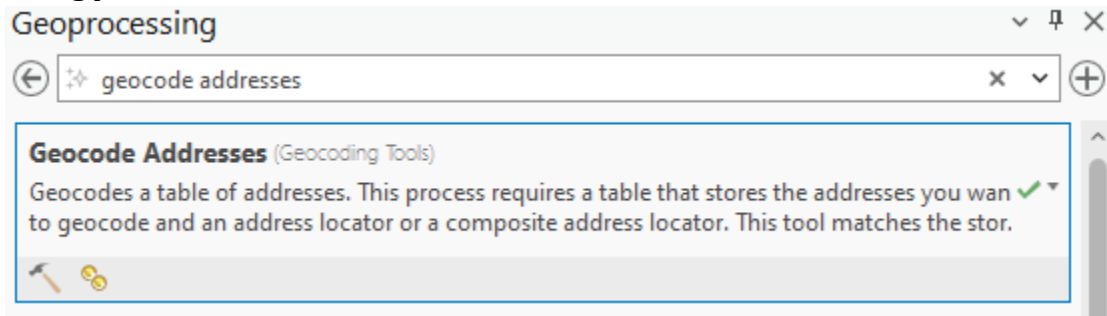 Geoprocessing
geocode addresses
Geocode Addresses (Geocoding Tools)
Geocodes a table of addresses. This process requires a table that stores the addresses you wan
to geocode and an address locator or a composite address locator. This tool matches the stor.